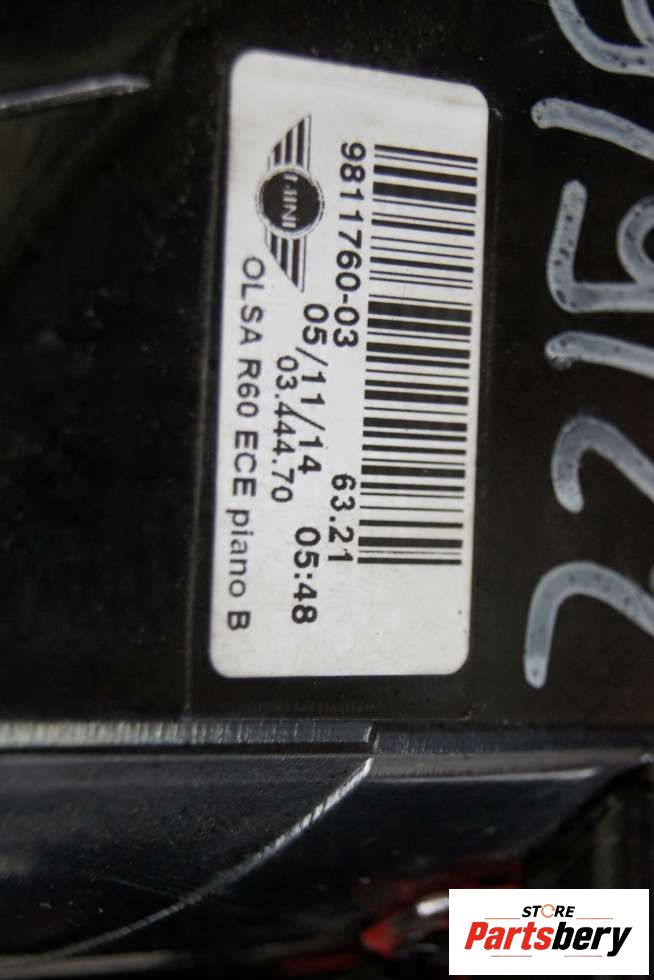 9811760-03 63.21
MINI
05/11/14 05:48
03.444.70
OLSA R60 ECE piano B
STORE
Partsbery